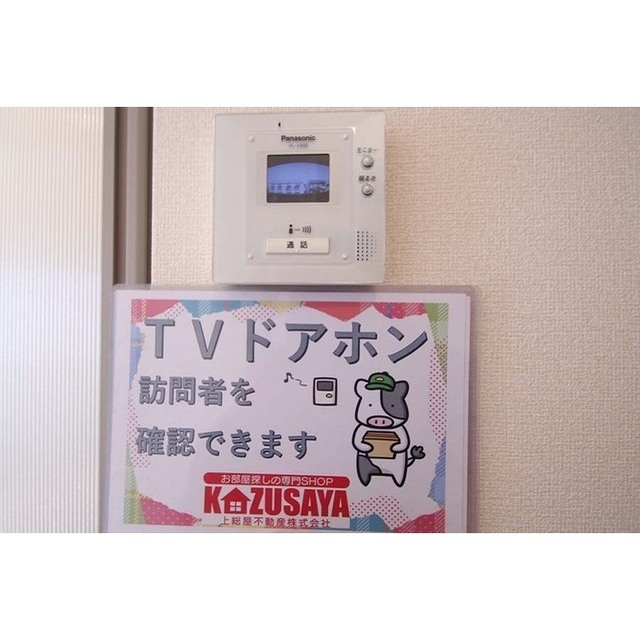 Panasonic
モニター
明るさ
通話
TVドアホン
訪問者を
確認できます
お部屋探しの専門SHOP
KAZUSAYA
上総屋不動産株式会社